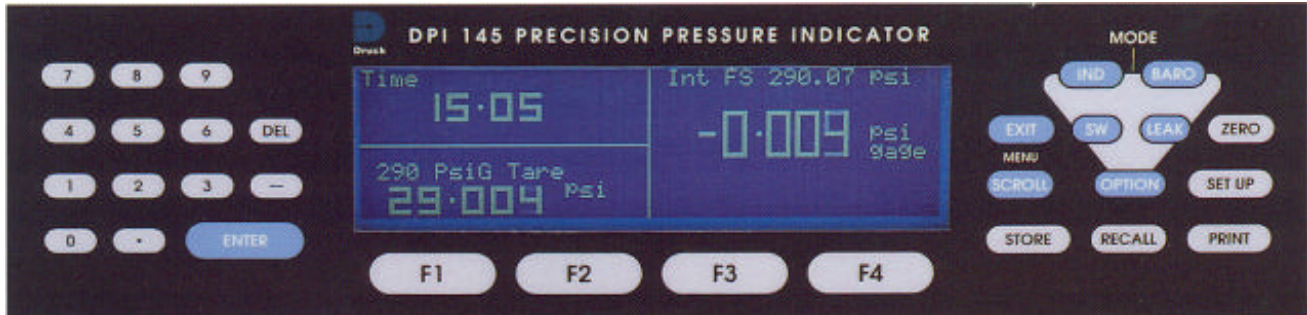 Druck
DPI 145 PRECISION PRESSURE INDICATOR
7 8 9
4 5 6 DEL
1 2 3 —
0 • ENTER
Time
15·05
290 PsiG Tare
29·004 psi
Int FS 290.07 psi
-0·009 psi
gage
F1 F2 F3 F4
MODE
IND BARO
EXIT SW LEAK ZERO
MENU
SCROLL OPTION SET UP
STORE RECALL PRINT